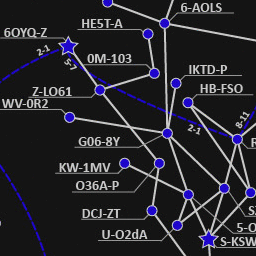 6-AOLS
HE5T-A
6OYQ-Z
2-1
0M-103
5-7
IKTD-P
Z-LO61
HB-FSO
WV-0R2
8-11
2-1
G06-8Y
KW-1MV
O36A-P
DCJ-ZT
5-O
U-O2dA
S-KSW